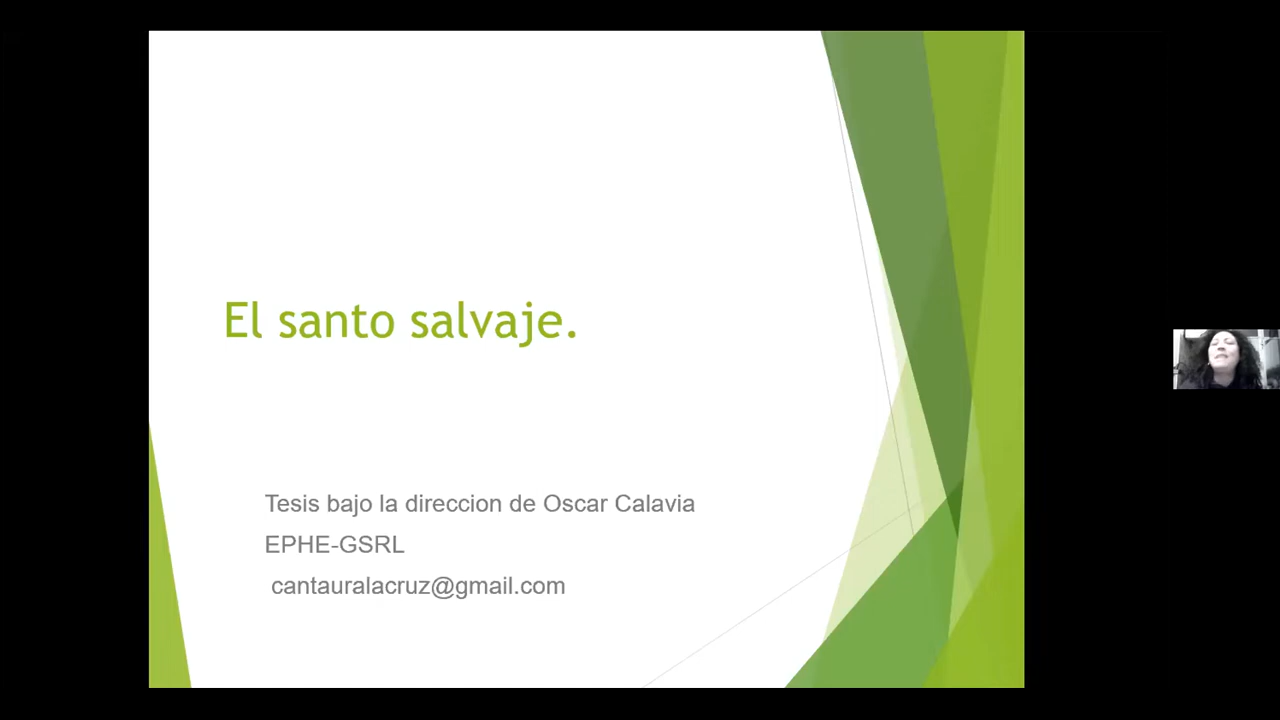 El santo salvaje.
Tesis bajo la direccion de Oscar Calavia
EPHE-GSRL
cantauralacruz@gmail.com